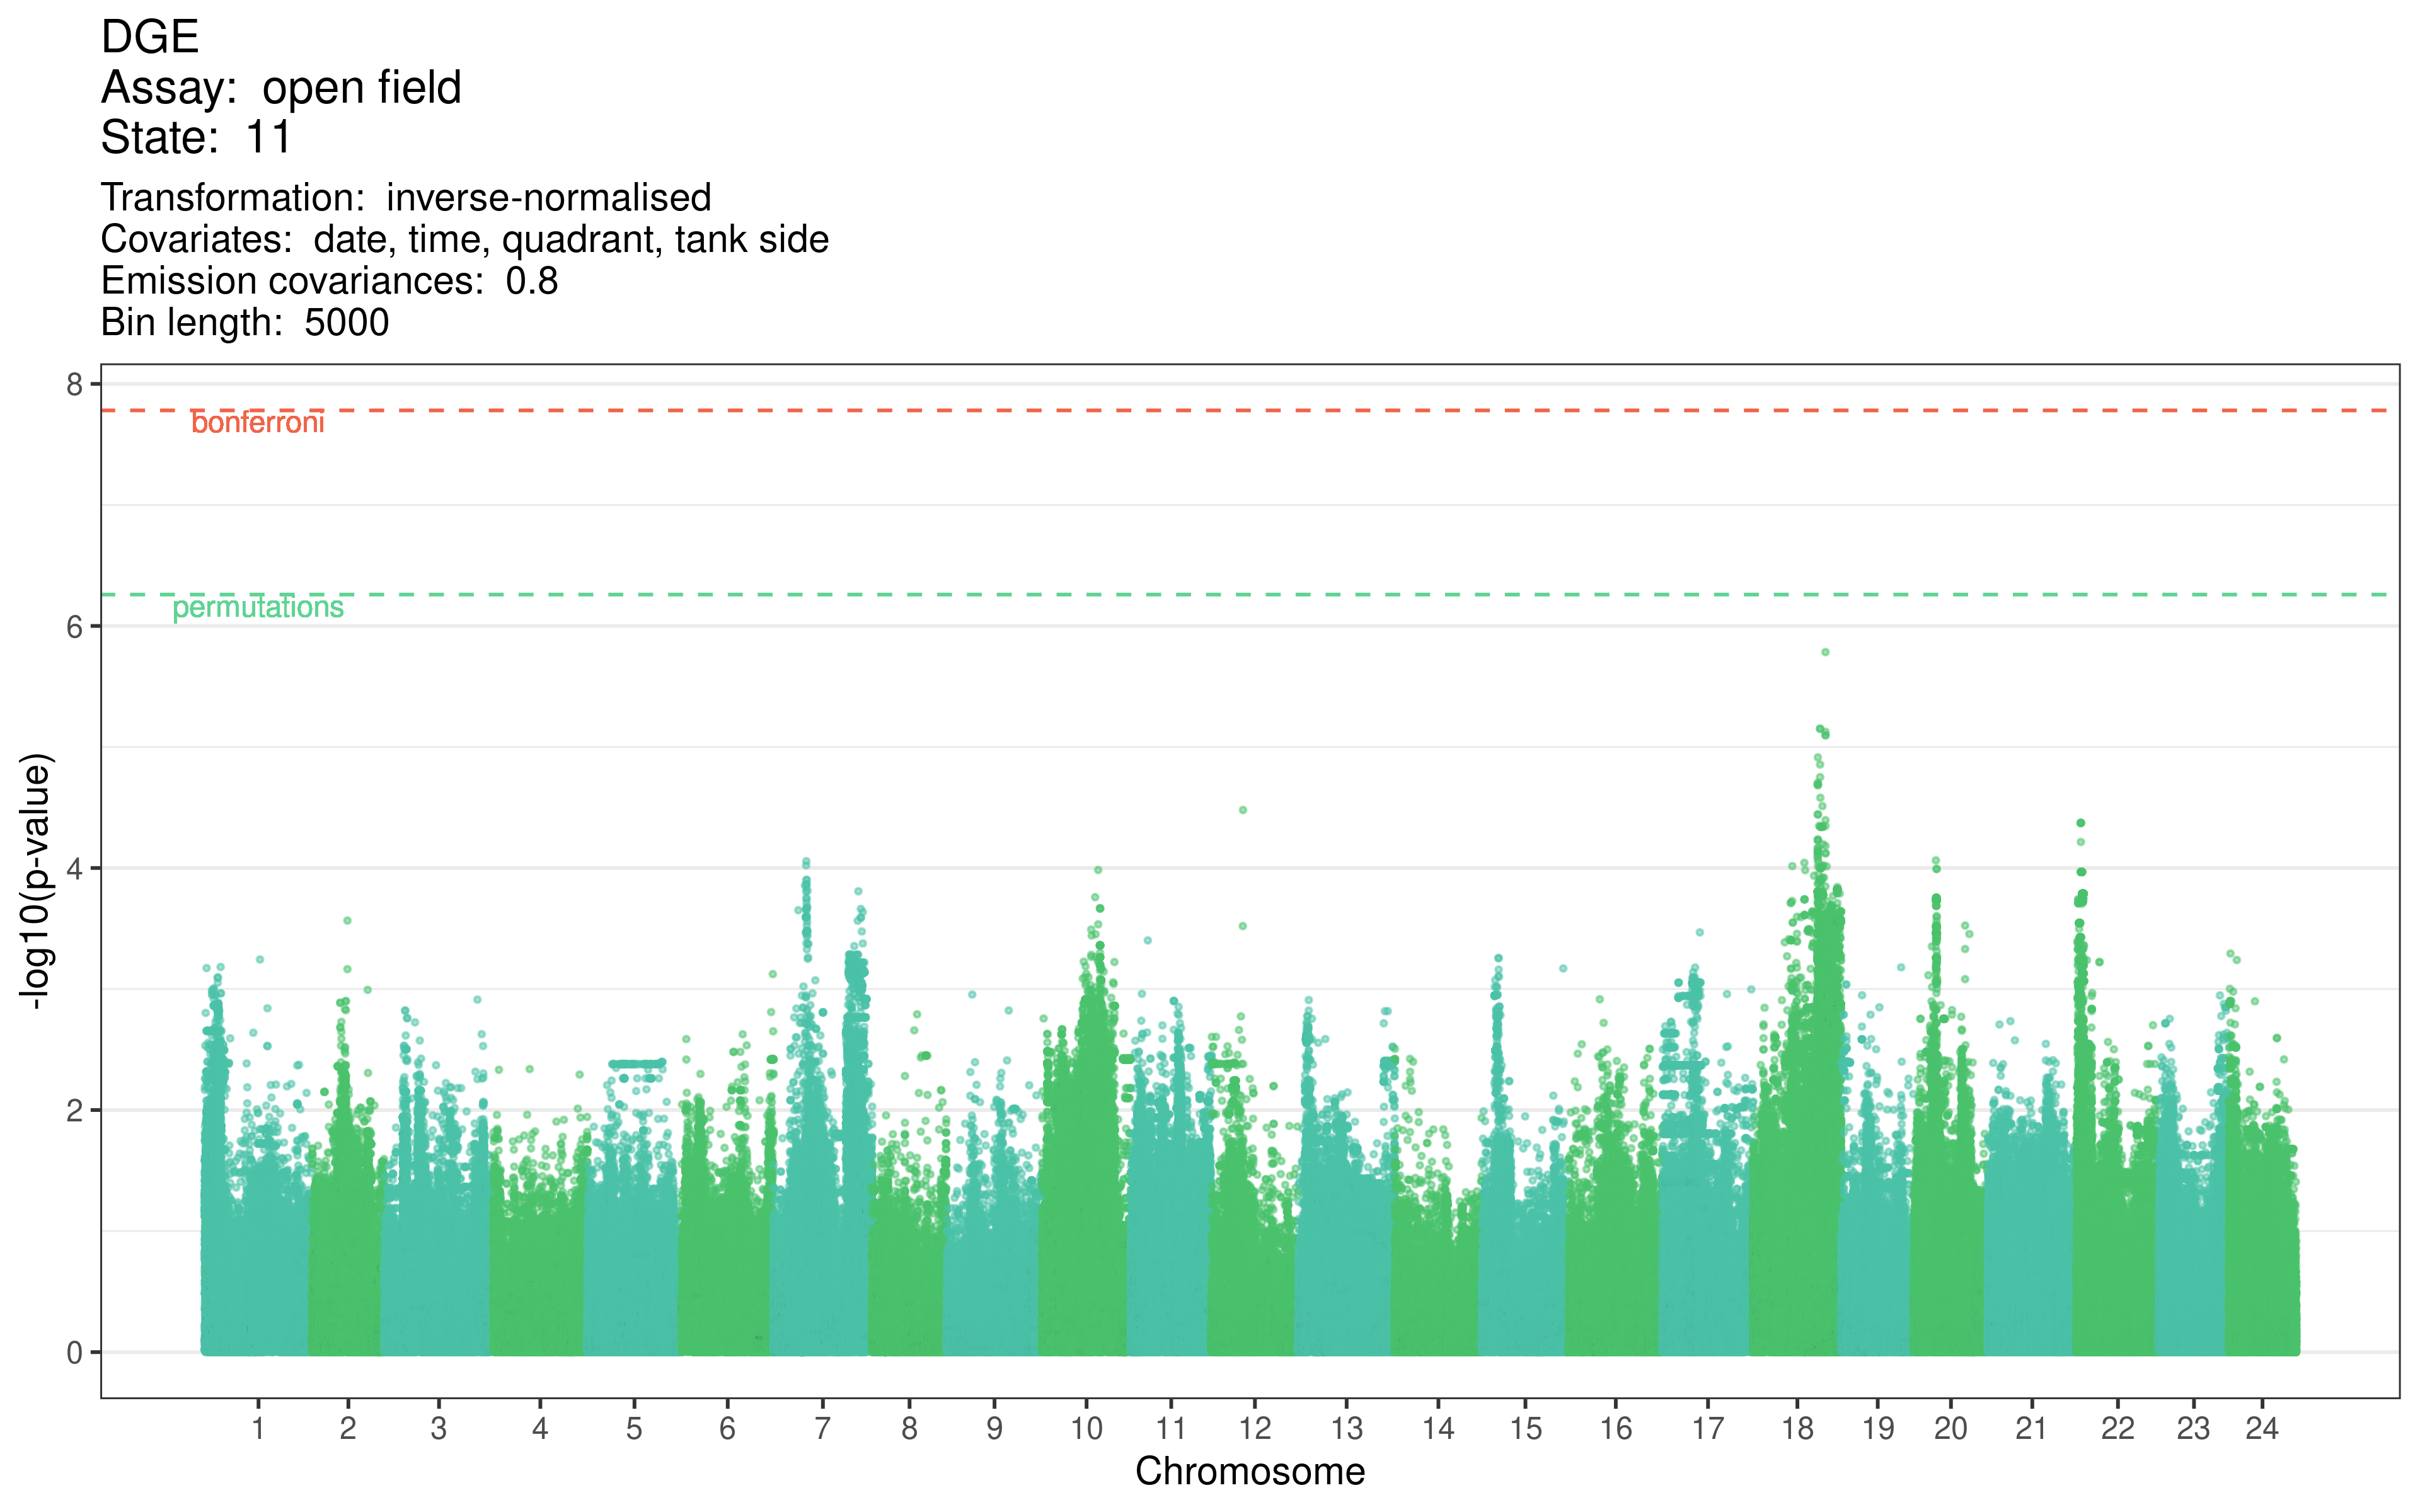 DGE
Assay:  open field
State:  11
Transformation:  inverse-normalised
Covariates:  date, time, quadrant, tank side
Emission covariances:  0.8
Bin length:  5000
8
bonferroni
permutations
6
4
2
0
-log10(p-value)
1 2 3 4 5 6 7 8 9 10 11 12 13 14 15 16 17 18 19 20 21 22 23 24
Chromosome